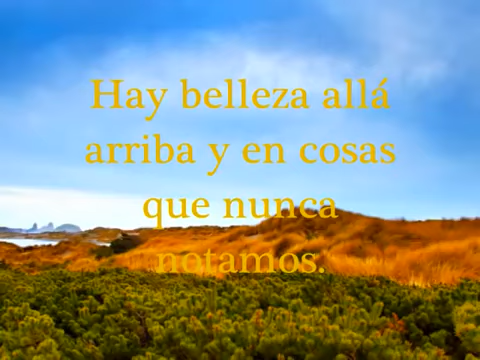 Hay belleza allá
arriba y en cosas
que nunca
notamos.